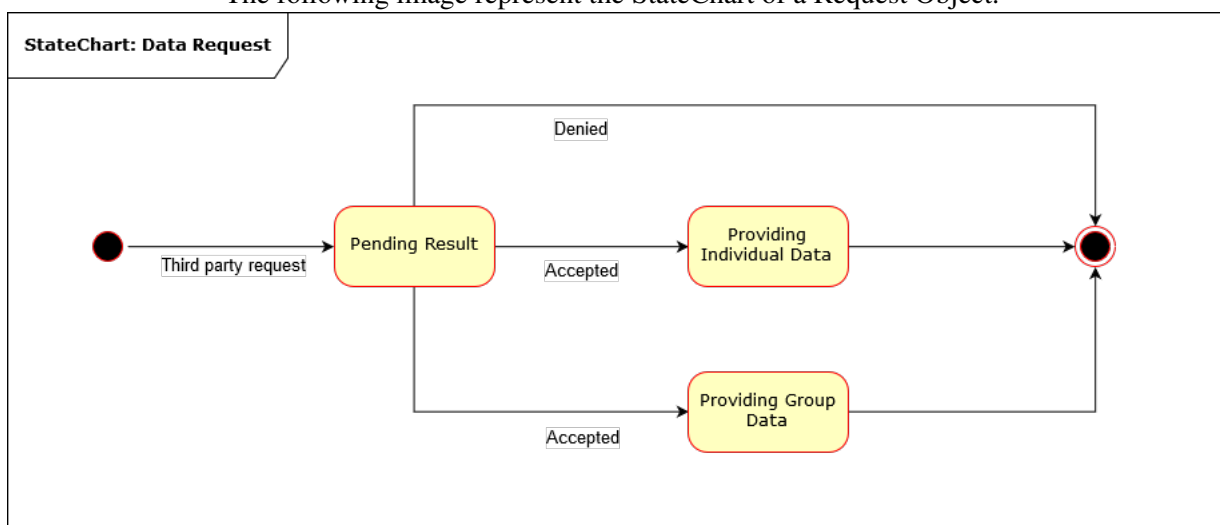 The following image represent the StateChart of a Request Object.
StateChart: Data Request
Denied
Pending Result
Providing
Individual Data
Third party request
Accepted
Providing Group
Data
Accepted